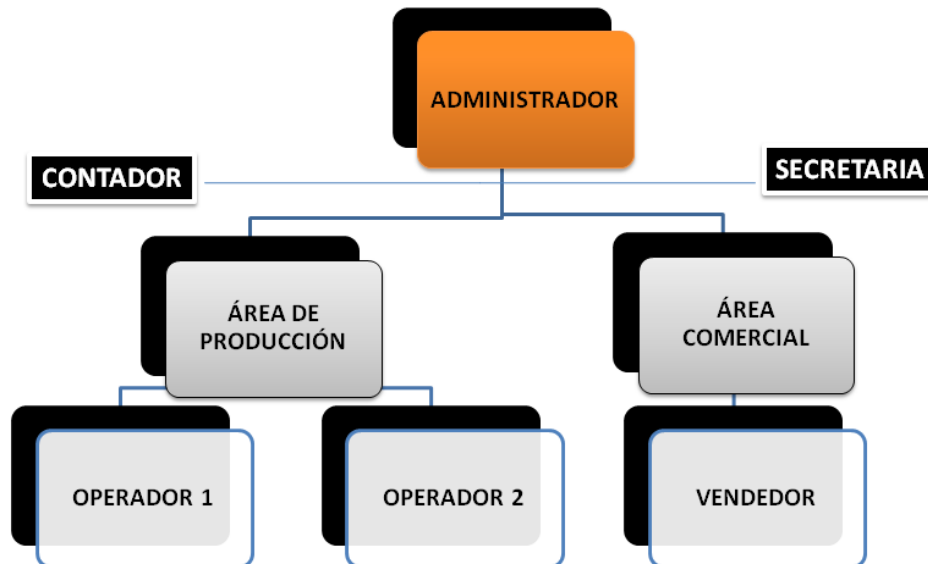 ADMINISTRADOR
CONTADOR
SECRETARIA
ÁREA DE
PRODUCCIÓN
ÁREA
COMERCIAL
OPERADOR 1
OPERADOR 2
VENDEDOR